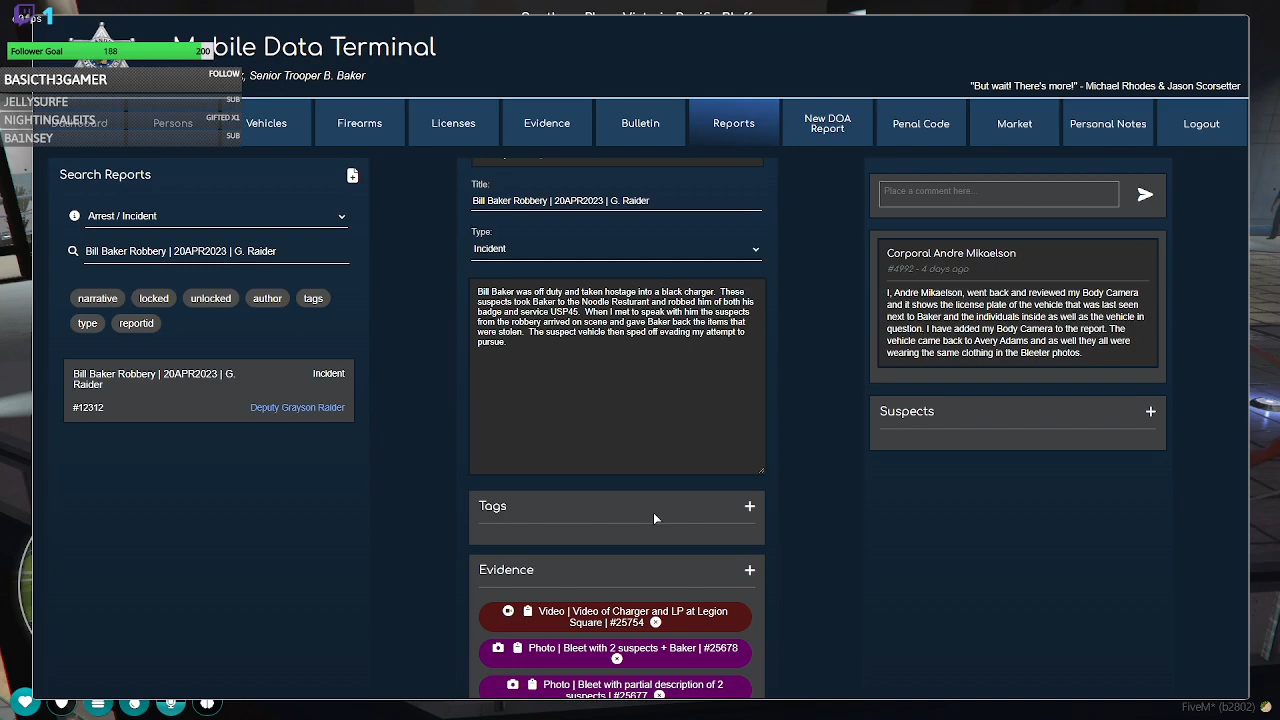 1
Follower Goal 188 200
BASICTH3GAMER FOLLOW
JELLYSURFE SUB
NIGHTINGALETS GIFTED X1
BA1NSEY SUB
Mobile Data Terminal
Senior Trooper B. Baker
"But wait! There's more!" - Michael Rhodes & Jason Scorsetter
Persons
Vehicles
Firearms
Licenses
Evidence
Bulletin
Reports
New DOA
Report
Penal Code
Market
Personal Notes
Logout
Search Reports
Arrest / Incident
Bill Baker Robbery | 20APR2023 | G. Raider
narrative locked unlocked author tags
type reportid
Bill Baker Robbery | 20APR2023 | G. Incident
Raider
#12312 Deputy Grayson Raider
Title:
Bill Baker Robbery | 20APR2023 | G. Raider
Type:
Incident
Bill Baker was off duty and taken hostage into a black charger. These
suspects took Baker to the Noodle Resturant and robbed him of both his
badge and service USP45. When I met to speak with him the suspects
from the robbery arrived on scene and gave Baker back the items that
were stolen. The suspect vehicle then sped off evading my attempt to
pursue.
Tags
Evidence
Video | Video of Charger and LP at Legion
Square | #25754
Photo | Bleet with 2 suspects + Baker | #25678
Photo | Bleet with partial description of 2
suspects | #25677
Place a comment here...
Corporal Andre Mikaelson
#4992 - 4 days ago
I, Andre Mikaelson, went back and reviewed my Body Camera
and it shows the license plate of the vehicle that was last seen
next to Baker and the individuals inside as well as the vehicle in
question. I have added my Body Camera to the report. The
vehicle came back to Avery Adams and as well they all were
wearing the same clothing in the Bleeter photos.
Suspects
FiveM* (b2802)